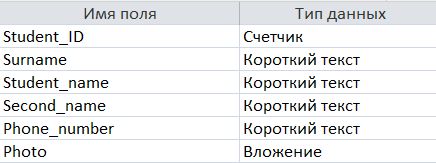 Имя поля Тип данных
Student_ID Счетчик
Surname Короткий текст
Student_name Короткий текст
Second_name Короткий текст
Phone_number Короткий текст
Photo Вложение